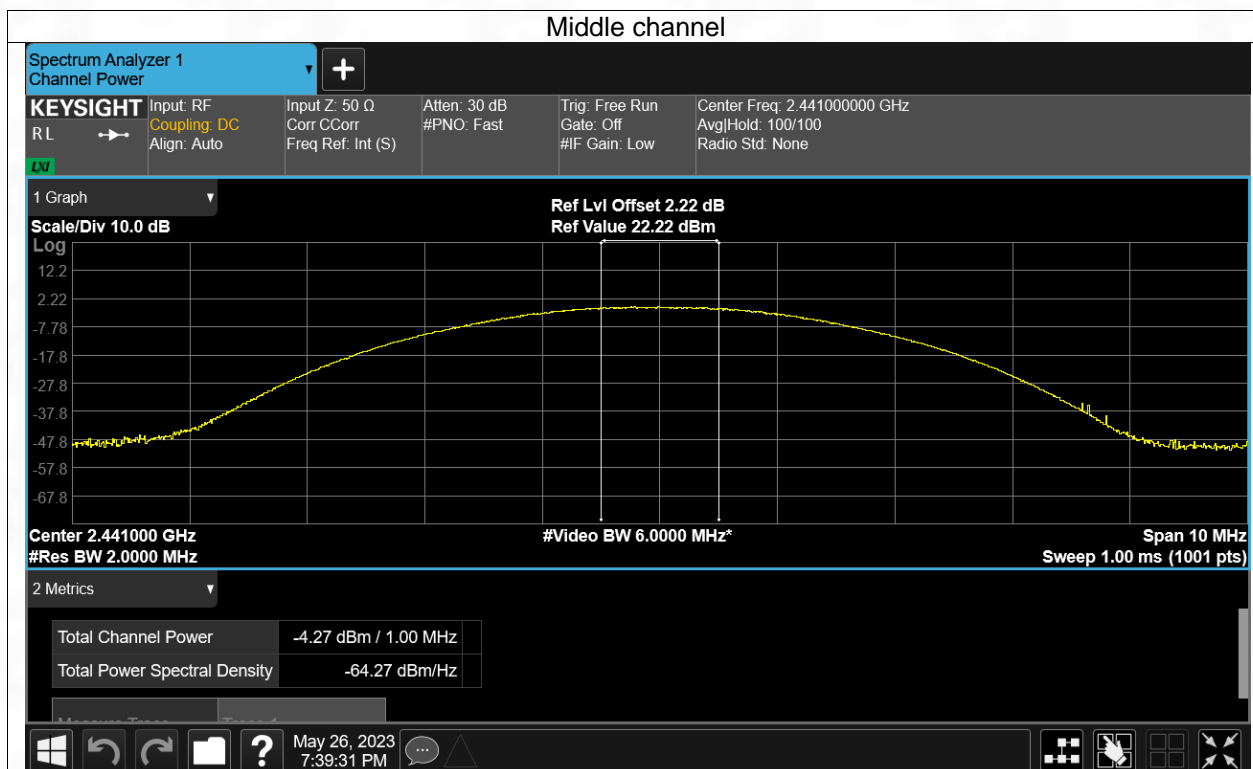 Middle channel
Spectrum Analyzer 1
Channel Power
KEYSIGHT
R L
LXI
Input: RF
Coupling: DC
Align: Auto
Input Z: 50 Ω
Corr CCorr
Freq Ref: Int (S)
Atten: 30 dB
#PNO: Fast
Trig: Free Run
Gate: Off
#IF Gain: Low
Center Freq: 2.441000000 GHz
Avg|Hold: 100/100
Radio Std: None
1 Graph
Scale/Div 10.0 dB
Ref Lvl Offset 2.22 dB
Ref Value 22.22 dBm
Log
12.2
2.22
-7.78
-17.8
-27.8
-37.8
-47.8
-57.8
-67.8
Center 2.441000 GHz
#Res BW 2.0000 MHz
#Video BW 6.0000 MHz*
Span 10 MHz
Sweep 1.00 ms (1001 pts)
2 Metrics
Total Channel Power -4.27 dBm / 1.00 MHz
Total Power Spectral Density -64.27 dBm/Hz
May 26, 2023
7:39:31 PM